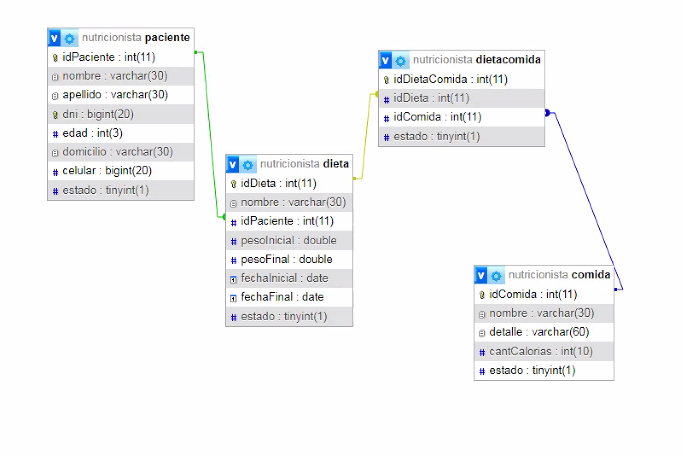 nutricionista paciente
idPaciente : int(11)
nombre : varchar(30)
apellido : varchar(30)
dni : bigint(20)
edad : int(3)
domicilio : varchar(30)
celular : bigint(20)
estado : tinyint(1)
nutricionista dieta
idDieta : int(11)
nombre : varchar(30)
idPaciente : int(11)
pesoInicial : double
pesoFinal : double
fechaInicial : date
fechaFinal : date
estado : tinyint(1)
nutricionista dietacomida
idDietaComida : int(11)
idDieta : int(11)
idComida : int(11)
estado : tinyint(1)
nutricionista comida
idComida : int(11)
nombre : varchar(30)
detalle : varchar(60)
cantCalorias : int(10)
estado : tinyint(1)